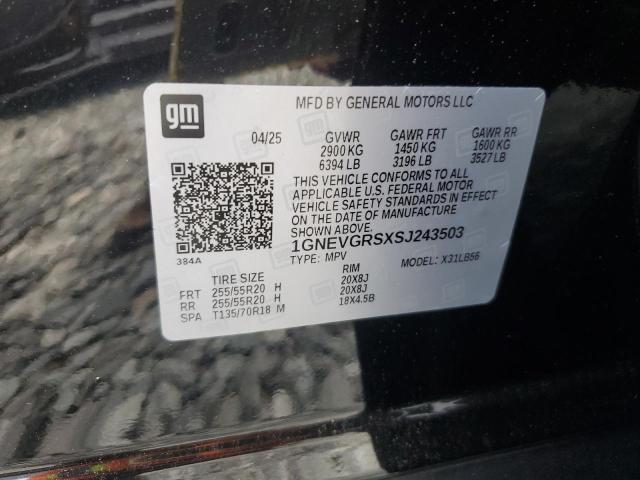 gm
MFD BY GENERAL MOTORS LLC
04/25 GVWR GAWR FRT GAWR RR
2900 KG 1450 KG 1600 KG
6394 LB 3196 LB 3527 LB
THIS VEHICLE CONFORMS TO ALL
APPLICABLE U.S. FEDERAL MOTOR
VEHICLE SAFETY STANDARDS IN EFFECT
ON THE DATE OF MANUFACTURE
384A
1GNEVGRSXSJ243503
TYPE: MPV MODEL: X31LB56
TIRE SIZE RIM
FRT 255/55R20 H 20X8J
RR 255/55R20 H 20X8J
SPA T135/70R18 M 18X4.5B